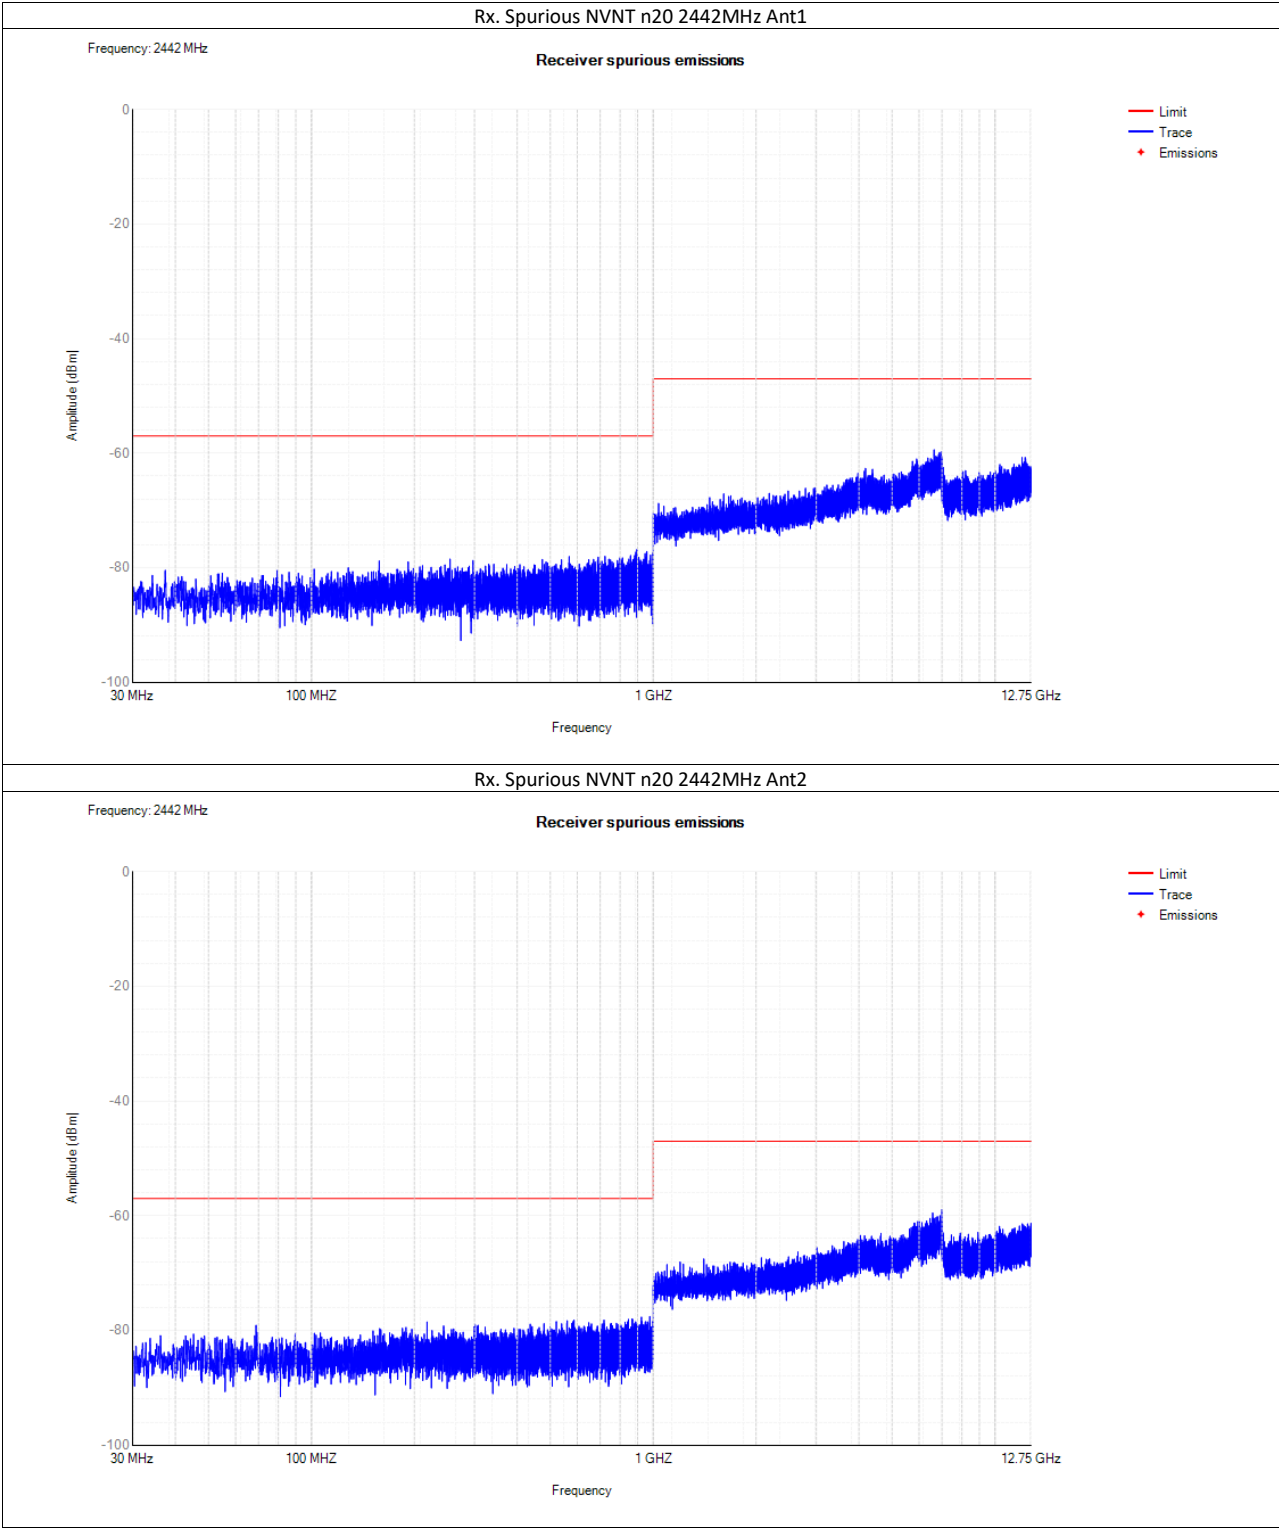 Rx. Spurious NVNT n20 2442MHz Ant1
Frequency: 2442 MHz
Receiver spurious emissions
Limit
Trace
Emissions
0
-20
-40
-60
-80
-100
Amplitude [dBm]
30 MHz 100 MHZ 1 GHZ 12.75 GHz
Frequency
Rx. Spurious NVNT n20 2442MHz Ant2
Frequency: 2442 MHz
Receiver spurious emissions
Limit
Trace
Emissions
0
-20
-40
-60
-80
-100
Amplitude [dBm]
30 MHz 100 MHZ 1 GHZ 12.75 GHz
Frequency